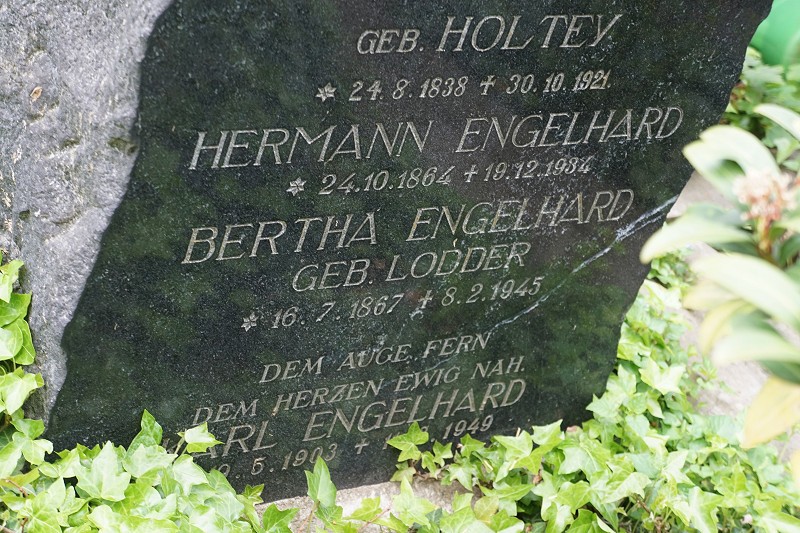 GEB. HOLTEY
* 24. 8. 1838 + 30. 10. 1921.
HERMANN ENGELHARD
* 24. 10. 1864 + 19. 12. 1934
BERTHA ENGELHARD
GEB. LODDER
* 16. 7. 1867 + 8. 2. 1945
DEM AUGE FERN
DEM HERZEN EWIG NAH.
ENGELHARD
5. 1903 + 1949